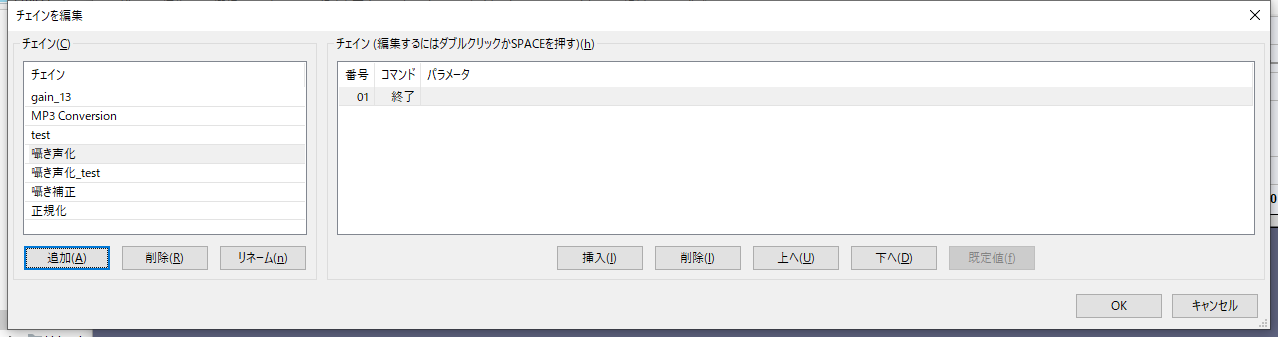 チェインを編集
チェイン(C)
チェイン
gain_13
MP3 Conversion
test
囁き声化
囁き声化_test
囁き補正
正規化
追加(A) 削除(R) リネーム(n)
チェイン (編集するにはダブルクリックかSPACEを押す)(h)
番号 コマンド パラメータ
01 終了
挿入(I) 削除(l) 上へ(U) 下へ(D) 既定値(f)
OK キャンセル